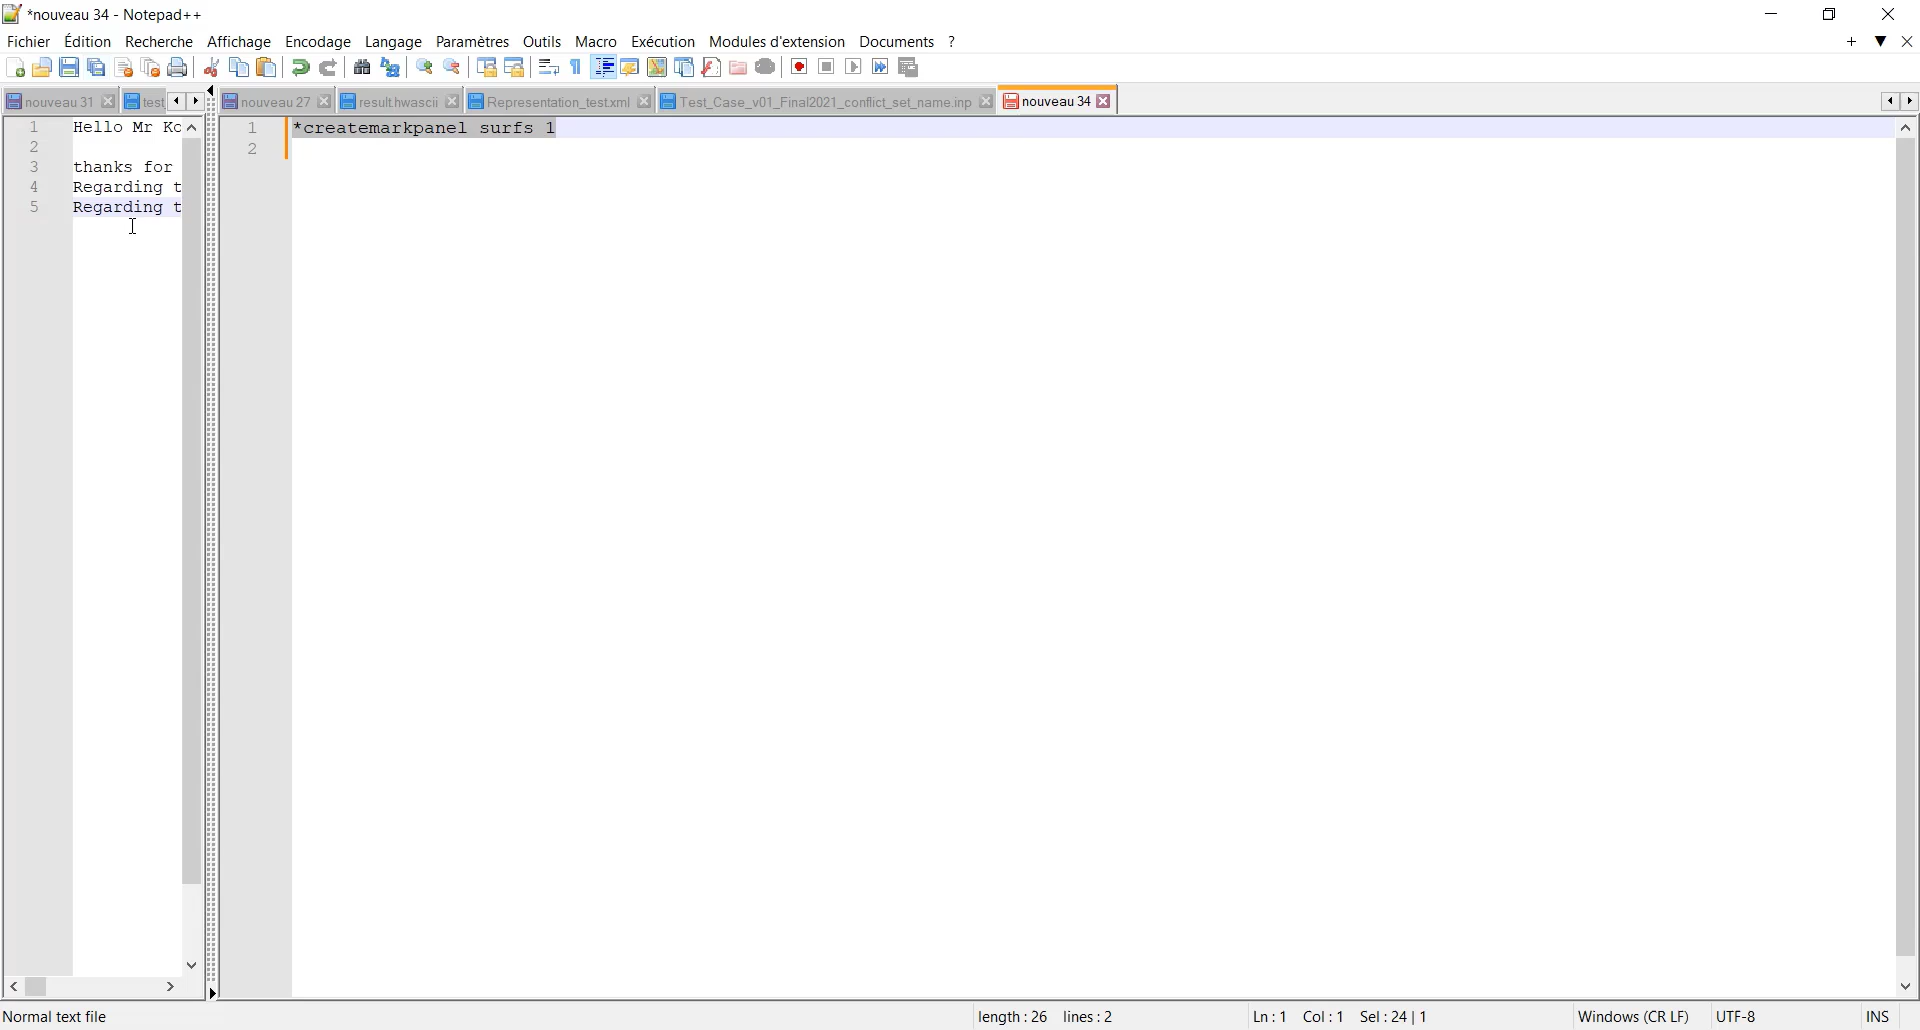 *nouveau 34 - Notepad++
Fichier Édition Recherche Affichage Encodage Langage Paramètres Outils Macro Exécution Modules d'extension Documents ?
nouveau 31 test nouveau 27 result.hwascii Representation_test.xml Test_Case_v01_Final2021_conflict_set_name.inp nouveau 34
1 Hello Mr Kc
2
3 thanks for
4 Regarding t
5 Regarding t
1 *createmarkpanel surfs 1
2
Normal text file length : 26 lines : 2 Ln : 1 Col : 1 Sel : 24 | 1 Windows (CR LF) UTF-8 INS